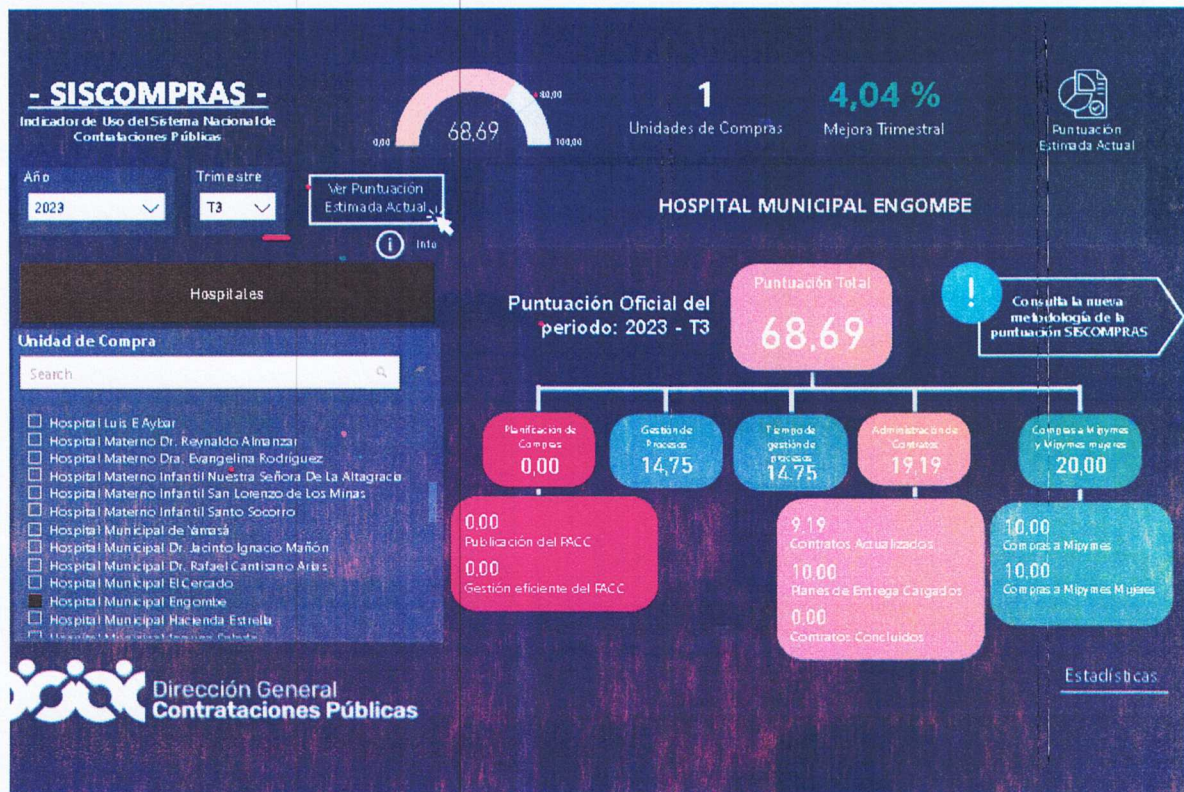 - SISCOMPRAS -
Indicador de Uso del Sistema Nacional de
Contrataciones Públicas
0,00
68,69
80,00
100,00
1
Unidades de Compras
4,04 %
Mejora Trimestral
Puntuación
Estimada Actual
Año
2023
Trimestre
T3
Ver Puntuación
Estimada Actual
i
Info
HOSPITAL MUNICIPAL ENGOMBE
Hospitales
Unidad de Compra
Search
Hospital Luis E Aybar
Hospital Materno Dr. Reynaldo Almanzar
Hospital Materno Dra. Evangelina Rodríguez
Hospital Materno Infantil Nuestra Señora De La Altagracia
Hospital Materno Infantil San Lorenzo de Los Minas
Hospital Materno Infantil Santo Socorro
Hospital Municipal de Yamasá
Hospital Municipal Dr. Jacinto Ignacio Mañón
Hospital Municipal Dr. Rafael Cantisano Arias
Hospital Municipal El Cercado
Hospital Municipal Engombe
Hospital Municipal Hacienda Estrella
Puntuación Oficial del
periodo: 2023 - T3
Puntuación Total
68,69
!
Consulta la nueva
metodología de la
puntuación SISCOMPRAS
Planificación de
Compras
0,00
Gestión de
Procesos
14,75
Tiempo de
gestión de
procesos
14,75
Administración de
Contratos
19,19
Compras a Mipymes
y Mipymes mujeres
20,00
0,00
Publicación del PACC
0,00
Gestión eficiente del PACC
9,19
Contratos Actualizados
10,00
Planes de Entrega Cargados
0,00
Contratos Concluidos
10,00
Compras a Mipymes
10,00
Compras a Mipymes Mujeres
Estadísticas
Dirección General
Contrataciones Públicas